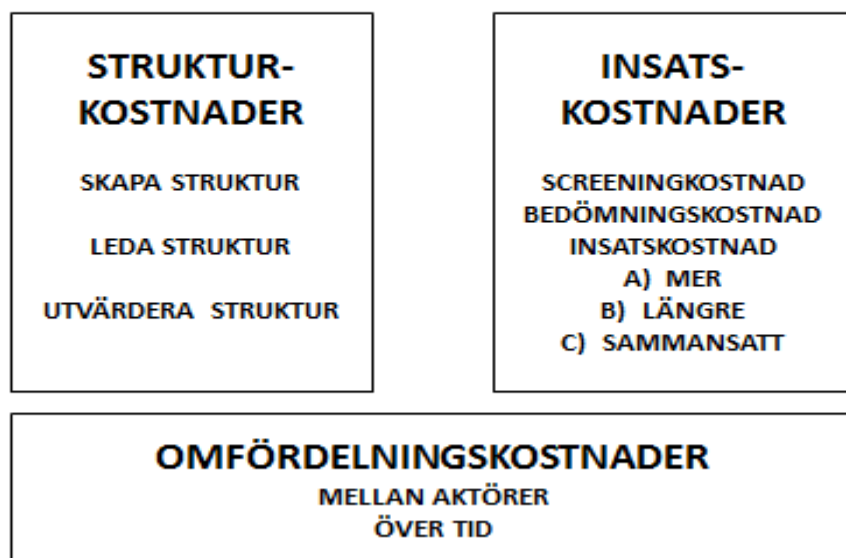 STRUKTUR-
KOSTNADER
SKAPA STRUKTUR
LEDA STRUKTUR
UTVÄRDERA STRUKTUR
INSATS-
KOSTNADER
SCREENINGKOSTNAD
BEDÖMNINGSKOSTNAD
INSATSKOSTNAD
A) MER
B) LÄNGRE
C) SAMMANSATT
OMFÖRDELNINGSKOSTNADER
MELLAN AKTÖRER
ÖVER TID